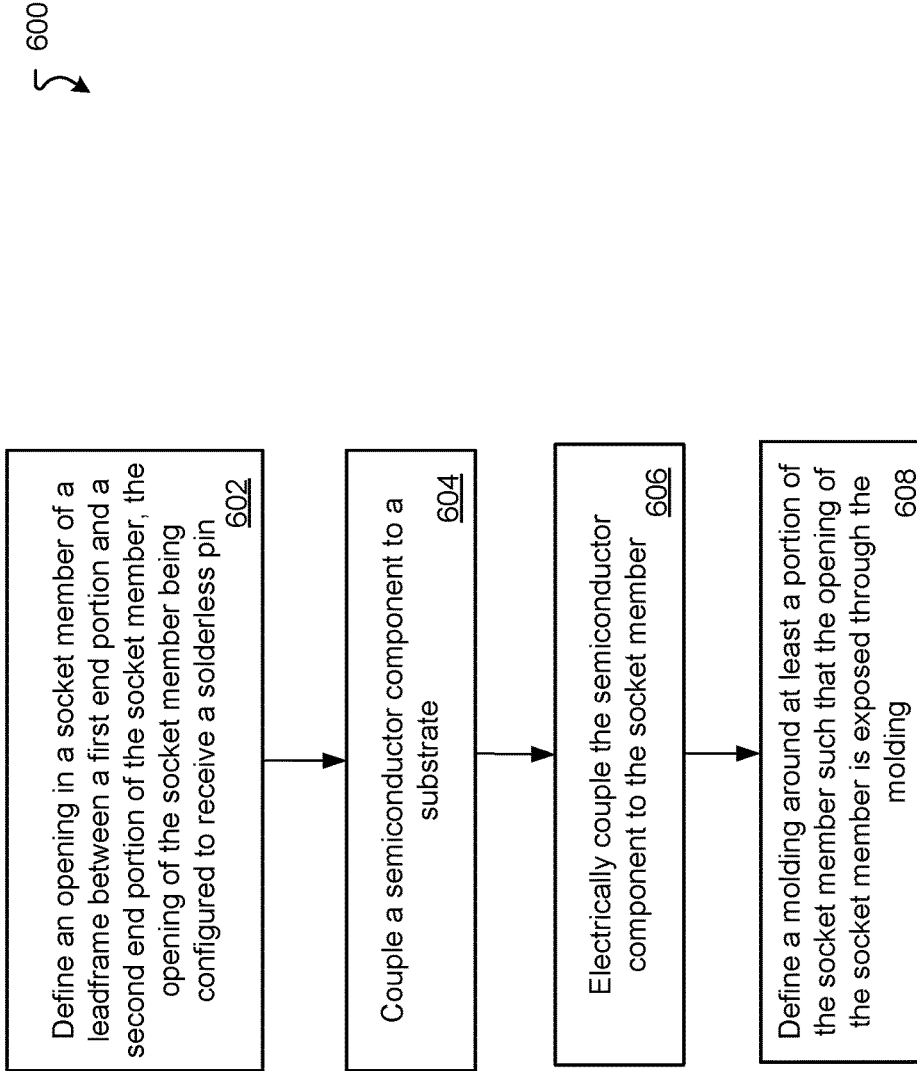 600
Define an opening in a socket member of a
leadframe between a first end portion and a
second end portion of the socket member, the
opening of the socket member being
configured to receive a solderless pin
602
Couple a semiconductor component to a
substrate
604
Electrically couple the semiconductor
component to the socket member
606
Define a molding around at least a portion of
the socket member such that the opening of
the socket member is exposed through the
molding
608